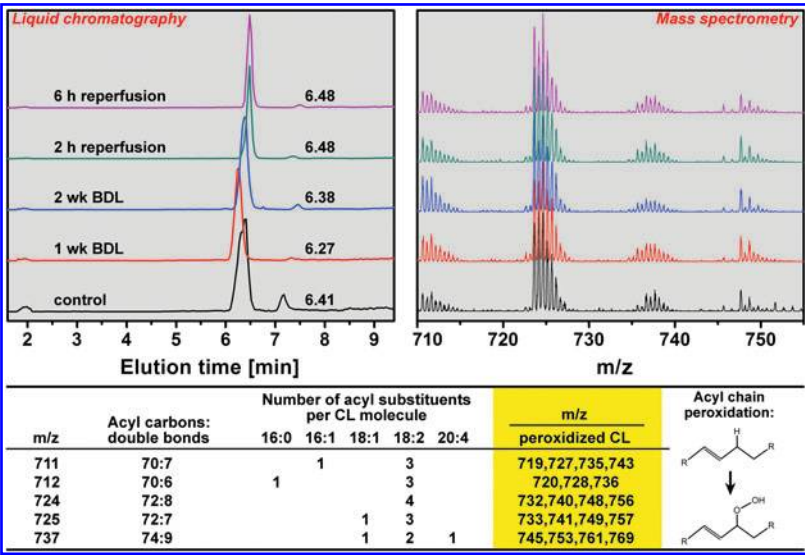 Liquid chromatography
Mass spectrometry
6 h reperfusion 6.48
2 h reperfusion 6.48
2 wk BDL 6.38
1 wk BDL 6.27
control 6.41
2 3 4 5 6 7 8 9
Elution time [min]
710 720 730 740 750
m/z
Number of acyl substituents
per CL molecule
m/z
Acyl carbons:
double bonds
16:0 16:1 18:1 18:2 20:4
m/z
peroxidized CL
Acyl chain
peroxidation:
711 70:7 1 3 719,727,735,743
712 70:6 1 3 720,728,736
724 72:8 4 732,740,748,756
725 72:7 1 3 733,741,749,757
737 74:9 1 2 1 745,753,761,769
H
R R
O OH
R R